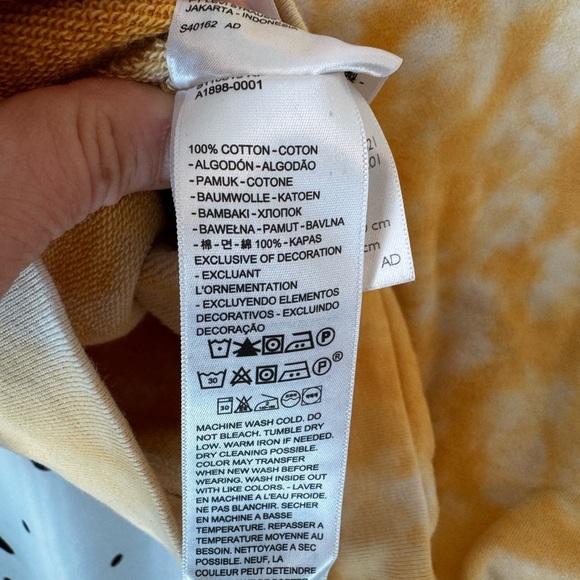 JAKARTA - INDONESIA
S40162 AD
A1898-0001
100% COTTON - COTON
- ALGODÓN - ALGODÃO
- PAMUK - COTONE
- BAUMWOLLE - KATOEN
- BAMBAKI - ХЛОПОК
- BAWEŁNA - PAMUT - BAVLNA
- 棉 - 면 - 綿 100% - KAPAS
EXCLUSIVE OF DECORATION
- EXCLUANT
L'ORNEMENTATION
- EXCLUYENDO ELEMENTOS
DECORATIVOS - EXCLUINDO
DECORAÇÃO
P
30 P®
30
MACHINE WASH COLD. DO
NOT BLEACH. TUMBLE DRY
LOW. WARM IRON IF NEEDED.
DRY CLEANING POSSIBLE.
COLOR MAY TRANSFER
WHEN NEW WASH BEFORE
WEARING. WASH INSIDE OUT
WITH LIKE COLORS. - LAVER
EN MACHINE A L'EAU FROIDE.
NE PAS BLANCHIR. SECHER
EN MACHINE A BASSE
TEMPERATURE. REPASSER A
TEMPERATURE MOYENNE AU
BESOIN. NETTOYAGE A SEC
POSSIBLE. NEUF, LA
COULEUR PEUT DETEINDRE
cm
cm
AD